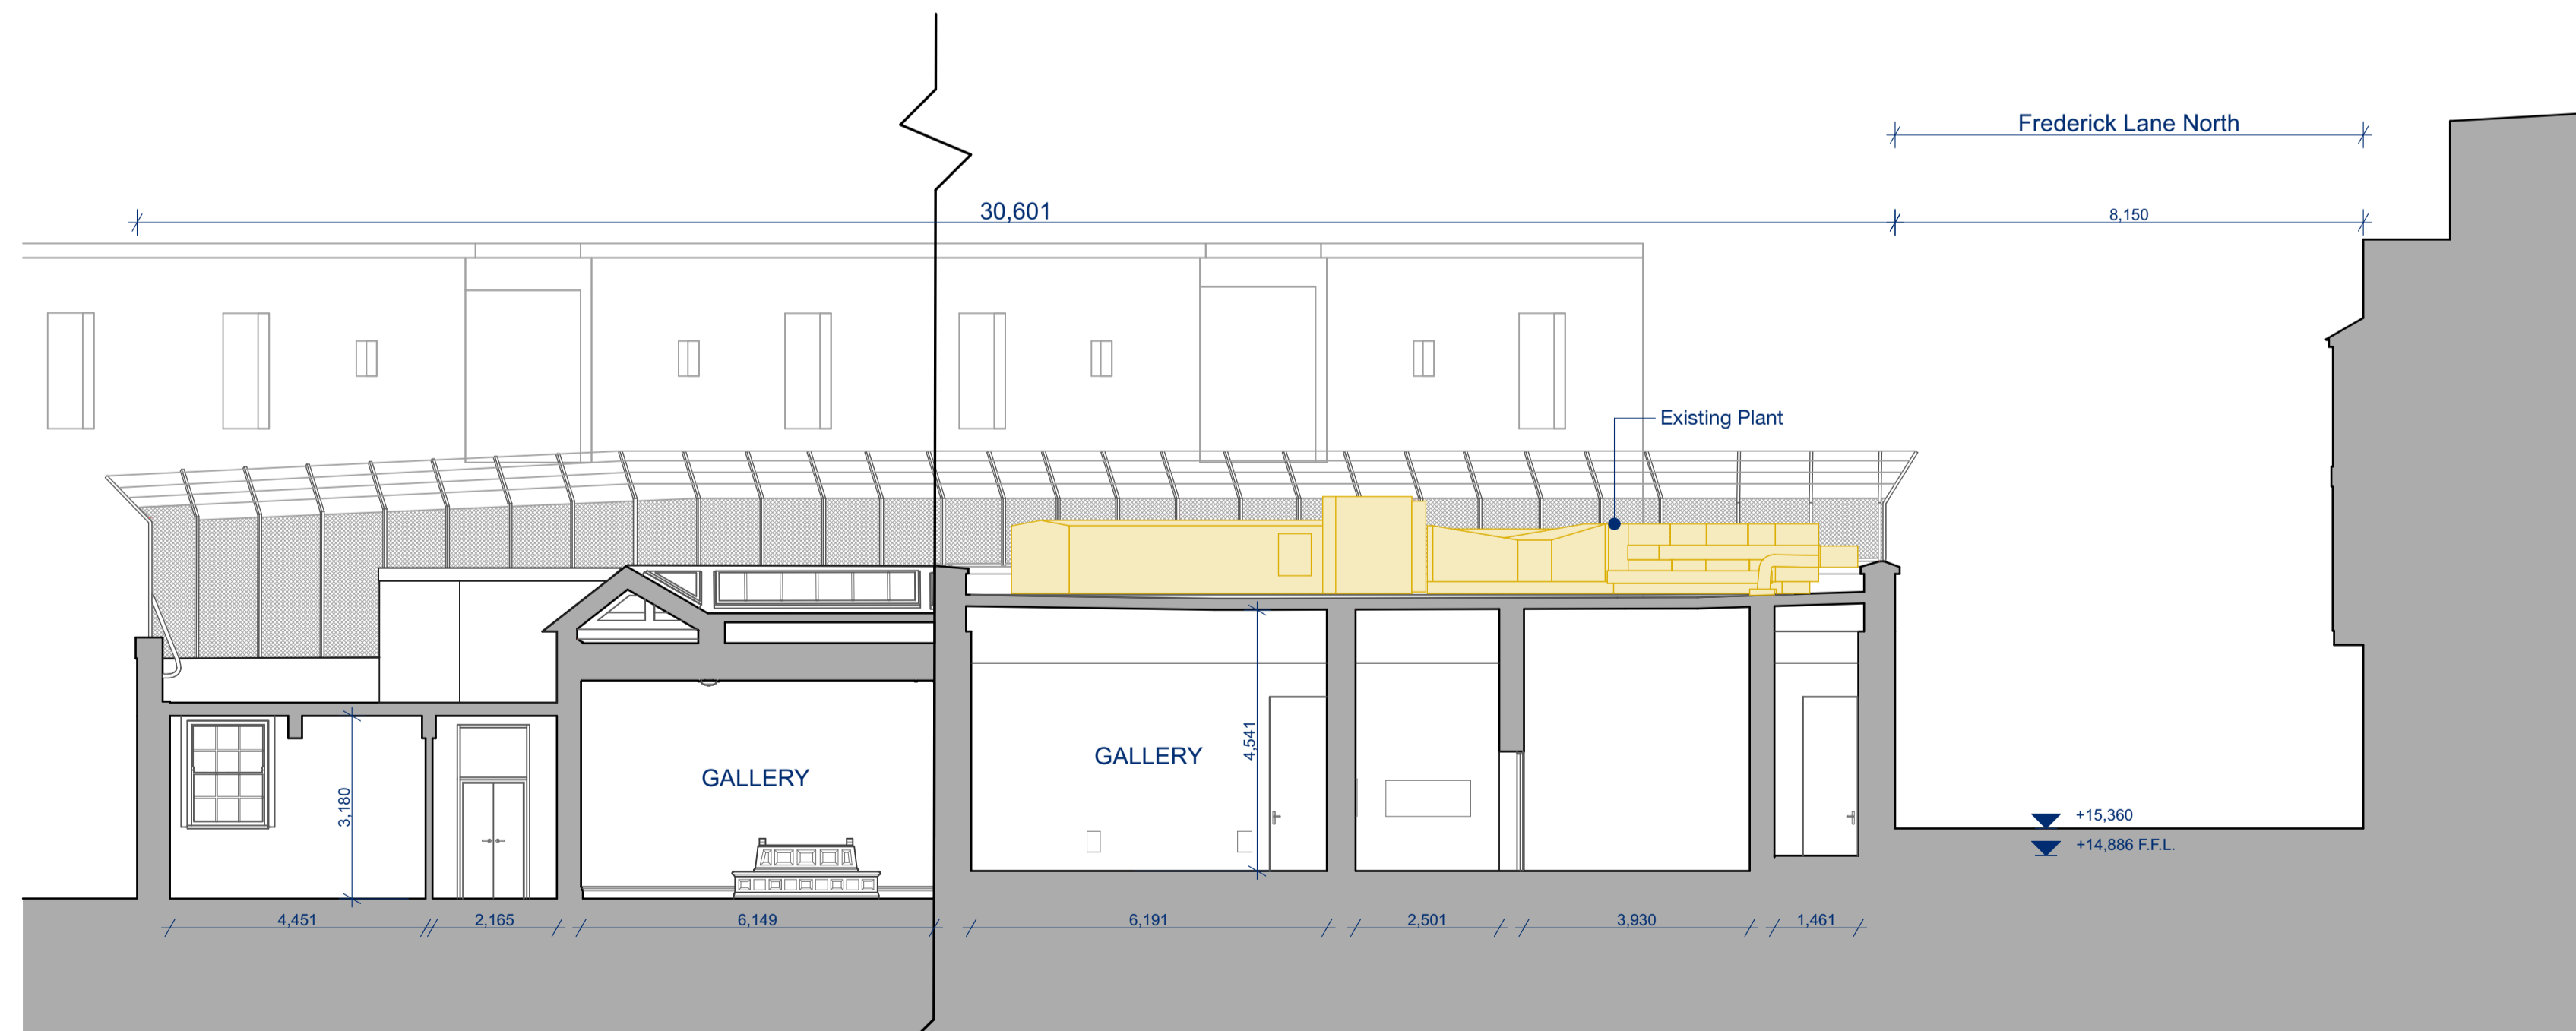 Frederick Lane North
30,601
8,150
Existing Plant
GALLERY
GALLERY
4,541
3,180
+15,360
+14,886 F.F.L.
4,451
2,165
6,149
6,191
2,501
3,930
1,461